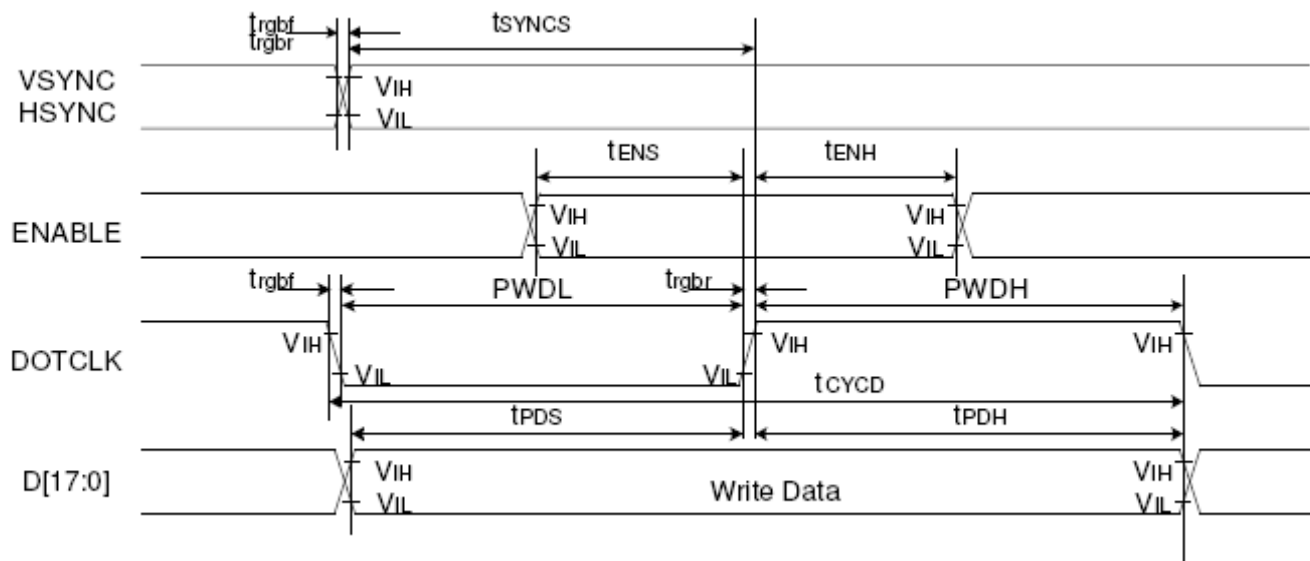 trgbf tSYNCS
trgbr
VSYNC VIH
HSYNC VIL
tENS tENH
ENABLE VIH VIH
VIL VIL
trgbf PWDL trgbr PWDH
DOTCLK VIH VIH VIH
VIL VIL
tCYCD
tPDS tPDH
D[17:0] VIH Write Data VIH
VIL VIL